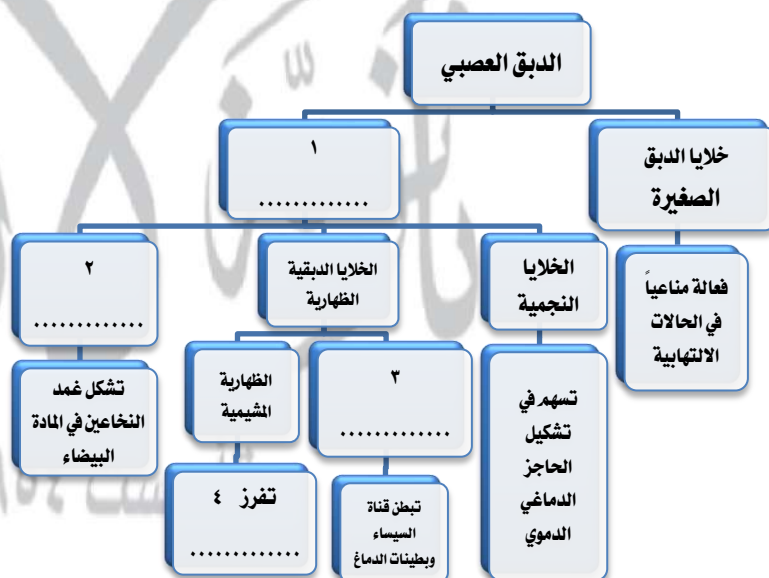 الدبق العصبي
خلايا الدبق
الصغيرة
١
.............
فعالة مناعياً
في الحالات
الالتهابية
الخلايا
النجمية
الخلايا الدبقية
الظهارية
٢
.............
تسهم في
تشكيل
الحاجز
الدماغي
الدموي
٣
.............
الظهارية
المشيمية
تشكل غمد
النخاعين في المادة
البيضاء
تبطن قناة
السيساء
وبطينات الدماغ
تفرز ٤
.............